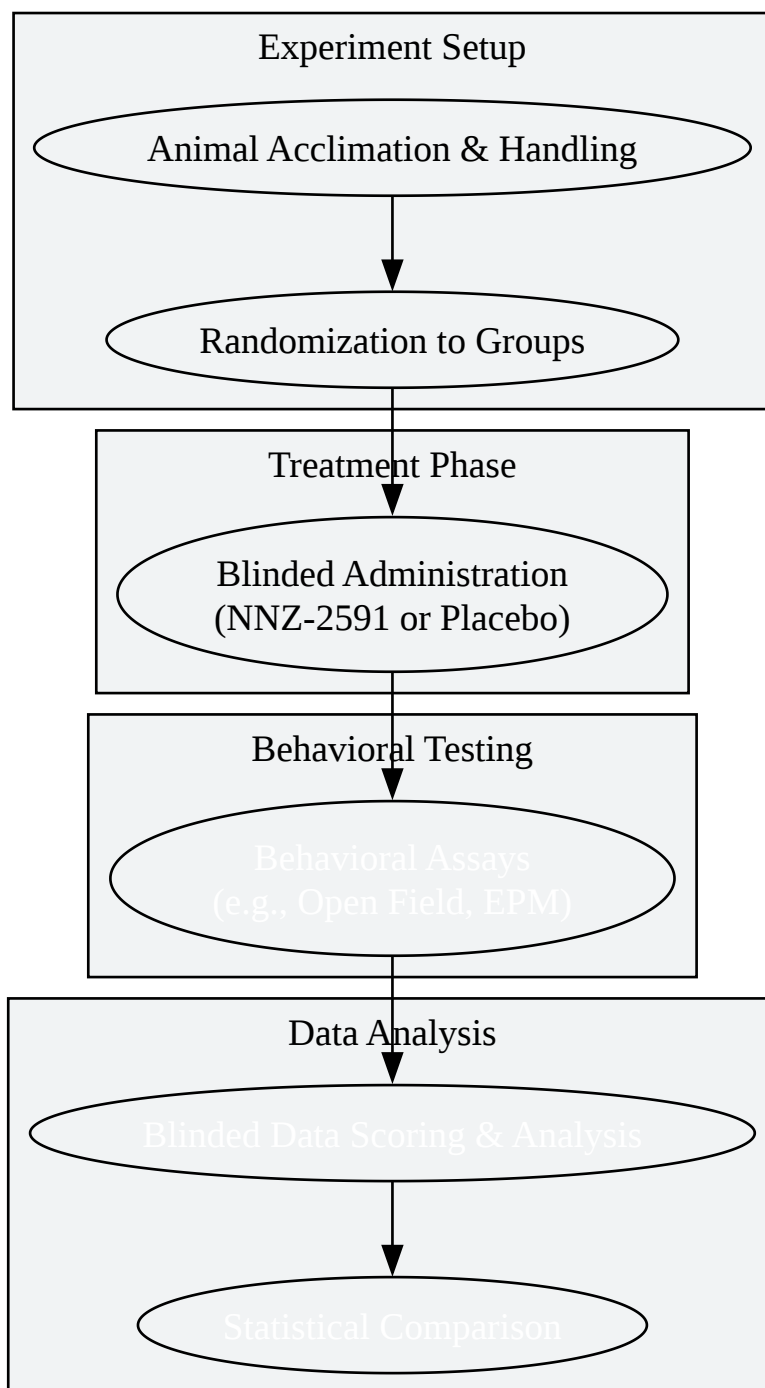 Experiment Setup
Animal Acclimation & Handling
Randomization to Groups
Treatment Phase
Blinded Administration
(NNZ-2591 or Placebo)
Behavioral Testing
Behavioral Assays
(e.g., Open Field, EPM)
Data Analysis
Blinded Data Scoring & Analysis
Statistical Comparison